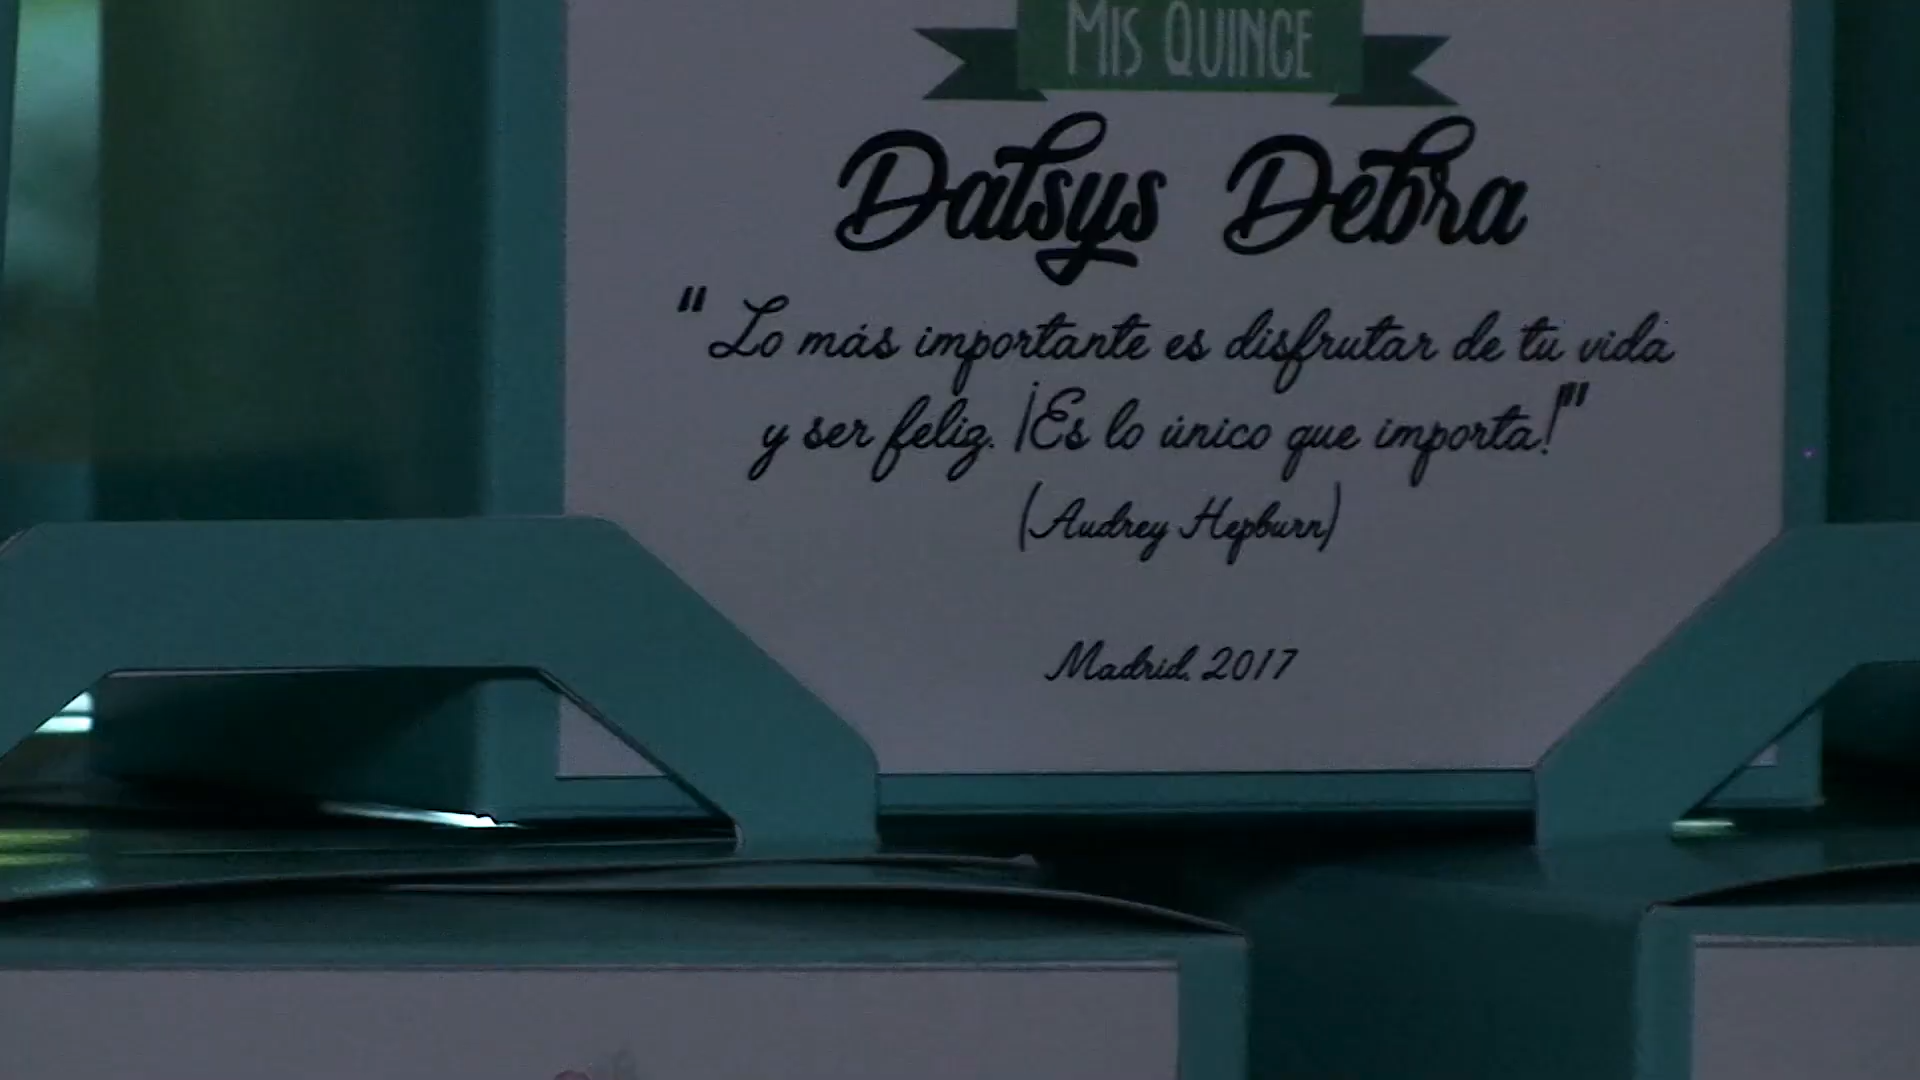 MIS QUINCE
Dalsys Debra
" Lo más importante es disfrutar de tu vida
y ser feliz. ¡Es lo único que importa!"
(Audrey Hepburn)
Madrid, 2017